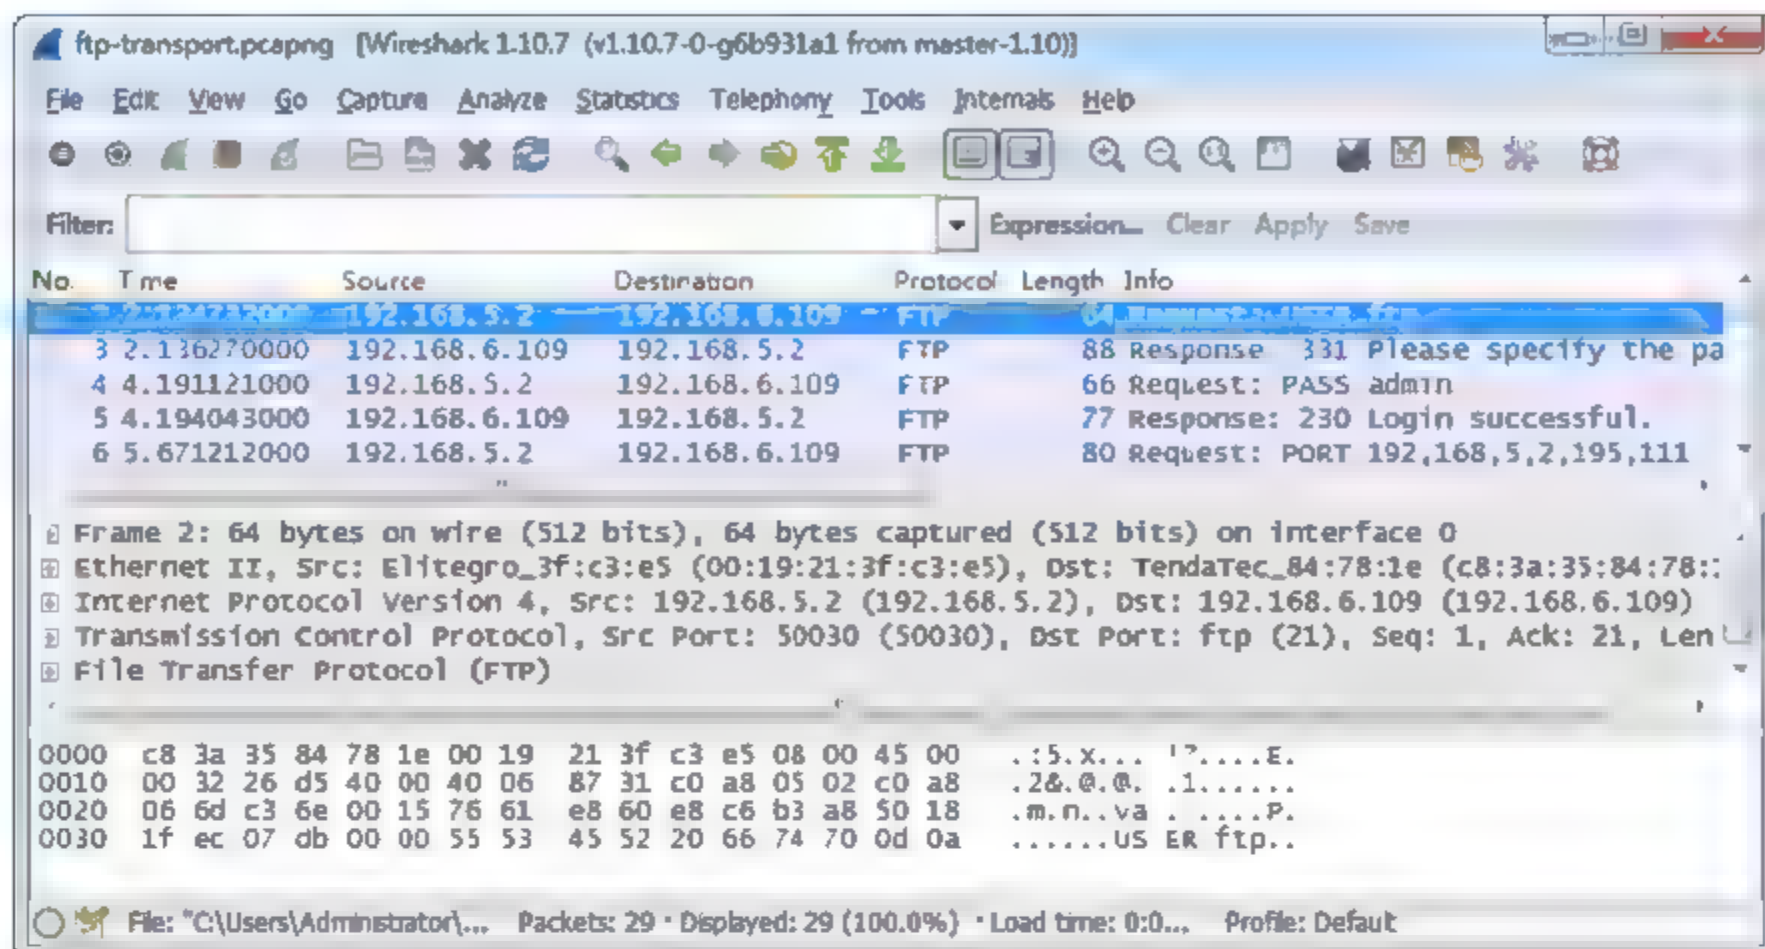 ftp-transport.pcapng [Wireshark 1.10.7 (v1.10.7-0-g6b931a1 from master-1.10)]
File Edit View Go Capture Analyze Statistics Telephony Tools Internals Help
Filter: Expression... Clear Apply Save
No. Time Source Destination Protocol Length Info
2 2.124732000 192.168.5.2 192.168.6.109 FTP 64 Request: USER ftp
3 2.136270000 192.168.6.109 192.168.5.2 FTP 88 Response 331 Please specify the pa
4 4.191121000 192.168.5.2 192.168.6.109 FTP 66 Request: PASS admin
5 4.194043000 192.168.6.109 192.168.5.2 FTP 77 Response: 230 Login successful.
6 5.671212000 192.168.5.2 192.168.6.109 FTP 80 Request: PORT 192,168,5,2,195,111
Frame 2: 64 bytes on wire (512 bits), 64 bytes captured (512 bits) on interface 0
Ethernet II, Src: Elitegro_3f:c3:e5 (00:19:21:3f:c3:e5), Dst: TendaTec_84:78:1e (c8:3a:35:84:78:
Internet Protocol Version 4, Src: 192.168.5.2 (192.168.5.2), Dst: 192.168.6.109 (192.168.6.109)
Transmission Control Protocol, Src Port: 50030 (50030), Dst Port: ftp (21), Seq: 1, Ack: 21, Len
File Transfer Protocol (FTP)
0000 c8 3a 35 84 78 1e 00 19 21 3f c3 e5 08 00 45 00 .:5.x... !?....E.
0010 00 32 26 d5 40 00 40 06 87 31 c0 a8 05 02 c0 a8 .2&.@.@. .1......
0020 06 6d c3 6e 00 15 76 61 e8 60 e8 c6 b3 a8 50 18 .m.n..va .`....P.
0030 1f ec 07 db 00 00 55 53 45 52 20 66 74 70 0d 0a ......US ER ftp..
File: "C:\Users\Administrator\... Packets: 29 · Displayed: 29 (100.0%) · Load time: 0:0... Profile: Default